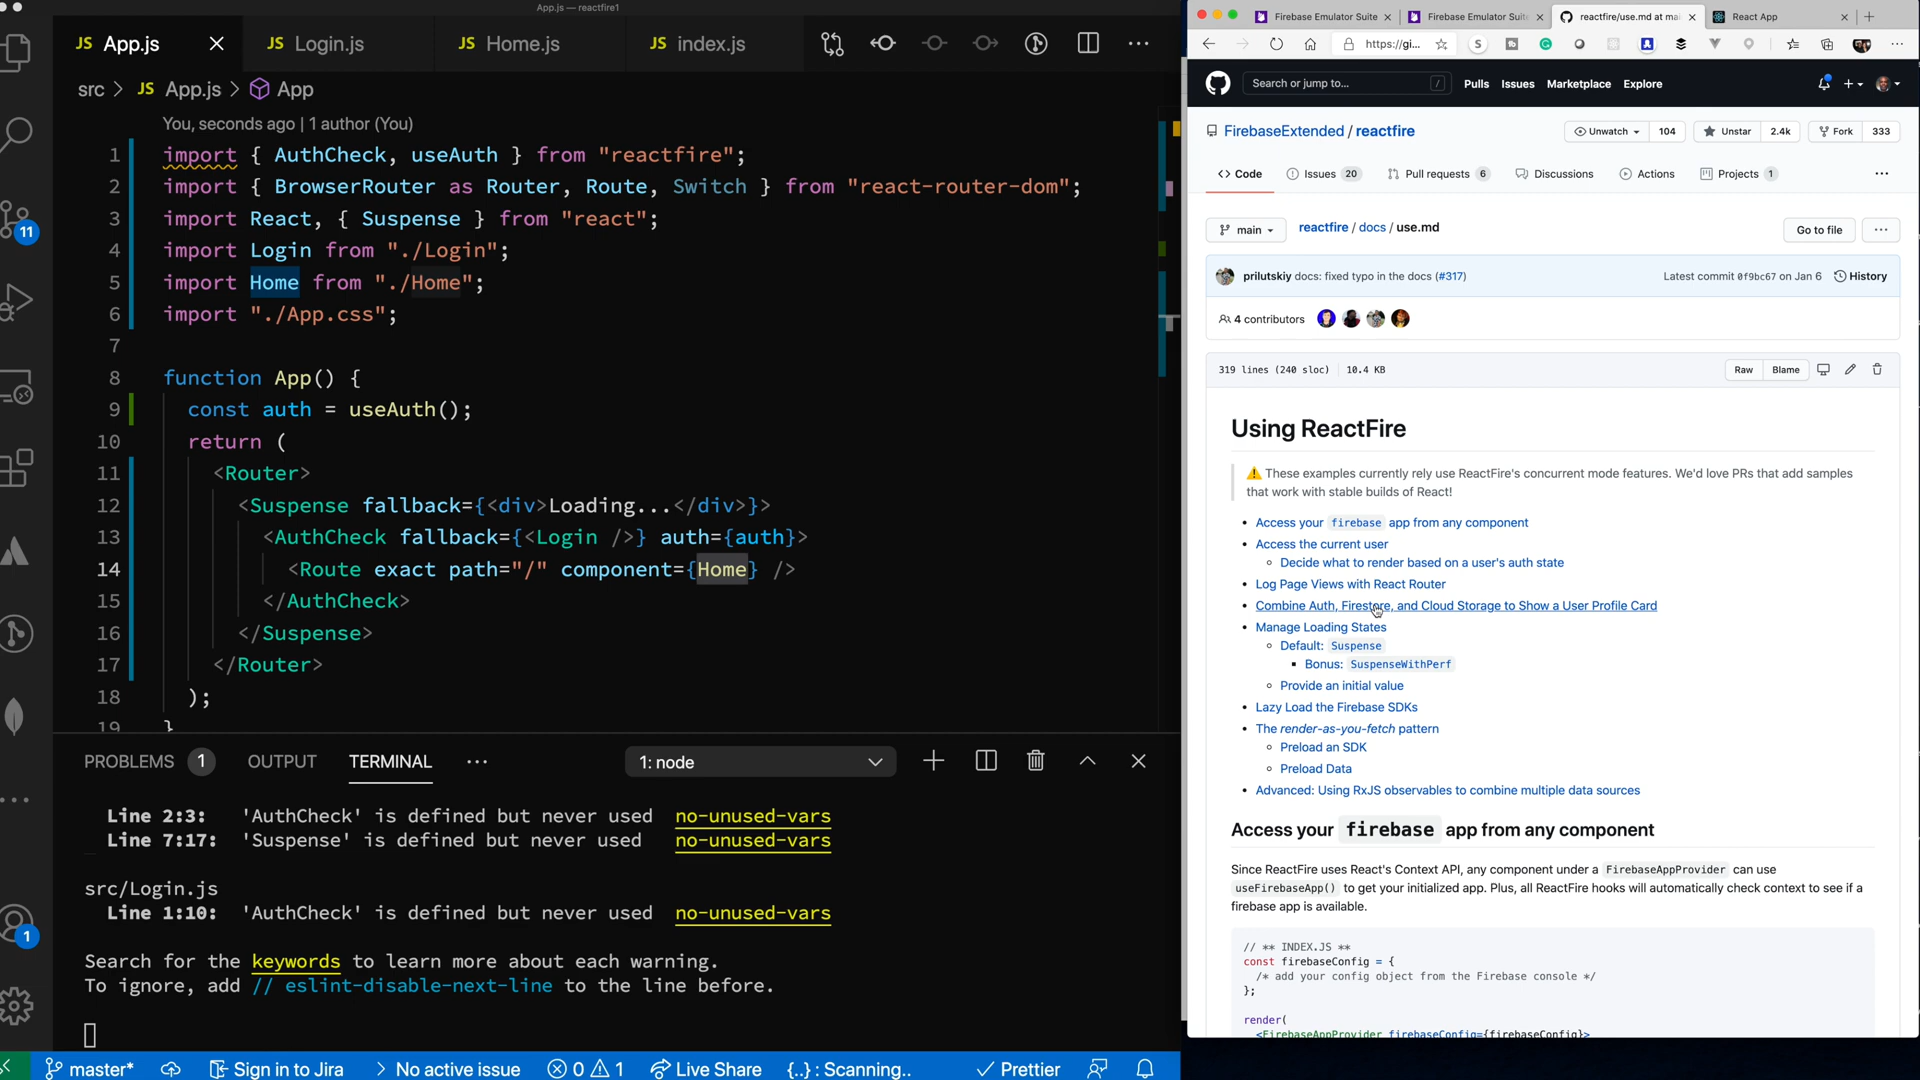 App.js — reactfire1
JS App.js
JS Login.js
JS Home.js
JS index.js
src > JS App.js > App
You, seconds ago | 1 author (You)
1 import { AuthCheck, useAuth } from "reactfire";
2 import { BrowserRouter as Router, Route, Switch } from "react-router-dom";
3 import React, { Suspense } from "react";
4 import Login from "./Login";
5 import Home from "./Home";
6 import "./App.css";
7
8 function App() {
9 const auth = useAuth();
10 return (
11 <Router>
12 <Suspense fallback={<div>Loading...</div>}>
13 <AuthCheck fallback={<Login />} auth={auth}>
14 <Route exact path="/" component={Home} />
15 </AuthCheck>
16 </Suspense>
17 </Router>
18 );
19 }
11
1
PROBLEMS 1 OUTPUT TERMINAL ··· 1: node
Line 2:3: 'AuthCheck' is defined but never used no-unused-vars
Line 7:17: 'Suspense' is defined but never used no-unused-vars
src/Login.js
Line 1:10: 'AuthCheck' is defined but never used no-unused-vars
Search for the keywords to learn more about each warning.
To ignore, add // eslint-disable-next-line to the line before.
master* Sign in to Jira > No active issue 0 1 Live Share {..} : Scanning.. Prettier
Firebase Emulator Suite
Firebase Emulator Suite
reactfire/use.md at mai
React App
https://gi...
Search or jump to... /
Pulls Issues Marketplace Explore
FirebaseExtended / reactfire
Unwatch 104 Unstar 2.4k Fork 333
<> Code Issues 20 Pull requests 6 Discussions Actions Projects 1 ···
main reactfire / docs / use.md Go to file ···
prilutskiy docs: fixed typo in the docs (#317) Latest commit 0f9bc67 on Jan 6 History
4 contributors
319 lines (240 sloc) 10.4 KB Raw Blame
Using ReactFire
⚠ These examples currently rely use ReactFire's concurrent mode features. We'd love PRs that add samples
that work with stable builds of React!
• Access your firebase app from any component
• Access the current user
◦ Decide what to render based on a user's auth state
• Log Page Views with React Router
• Combine Auth, Firestore, and Cloud Storage to Show a User Profile Card
• Manage Loading States
◦ Default: Suspense
▪ Bonus: SuspenseWithPerf
◦ Provide an initial value
• Lazy Load the Firebase SDKs
• The render-as-you-fetch pattern
◦ Preload an SDK
◦ Preload Data
• Advanced: Using RxJS observables to combine multiple data sources
Access your firebase app from any component
Since ReactFire uses React's Context API, any component under a FirebaseAppProvider can use
useFirebaseApp() to get your initialized app. Plus, all ReactFire hooks will automatically check context to see if a
firebase app is available.
// ** INDEX.JS **
const firebaseConfig = {
/* add your config object from the Firebase console */
};
render(
<FirebaseAppProvider firebaseConfig={firebaseConfig}>